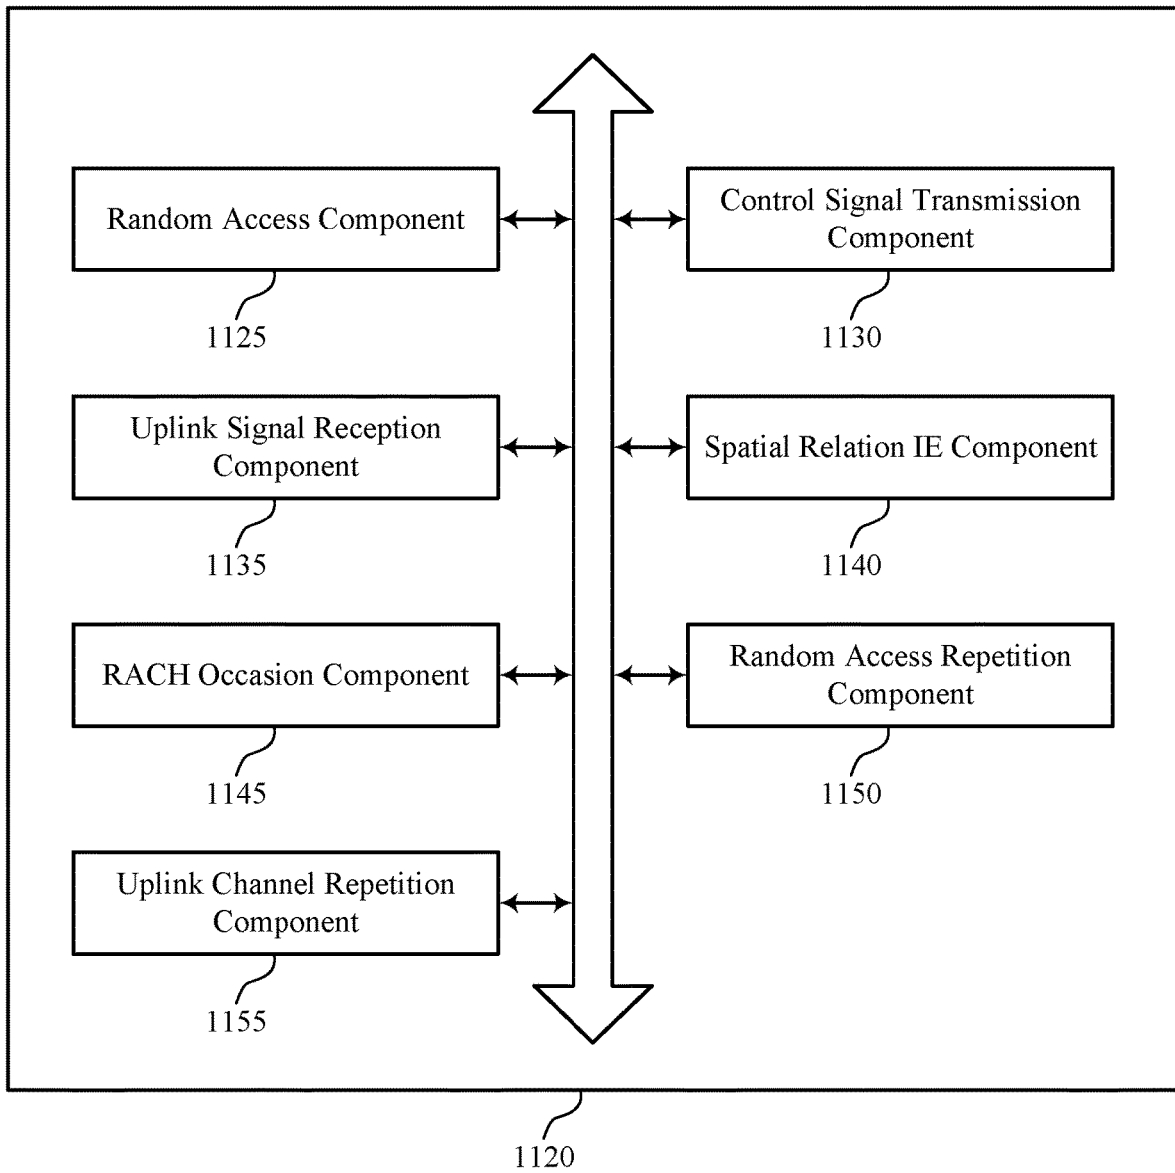 Random Access Component
1125
Control Signal Transmission
Component
1130
Uplink Signal Reception
Component
1135
Spatial Relation IE Component
1140
RACH Occasion Component
1145
Random Access Repetition
Component
1150
Uplink Channel Repetition
Component
1155
1120